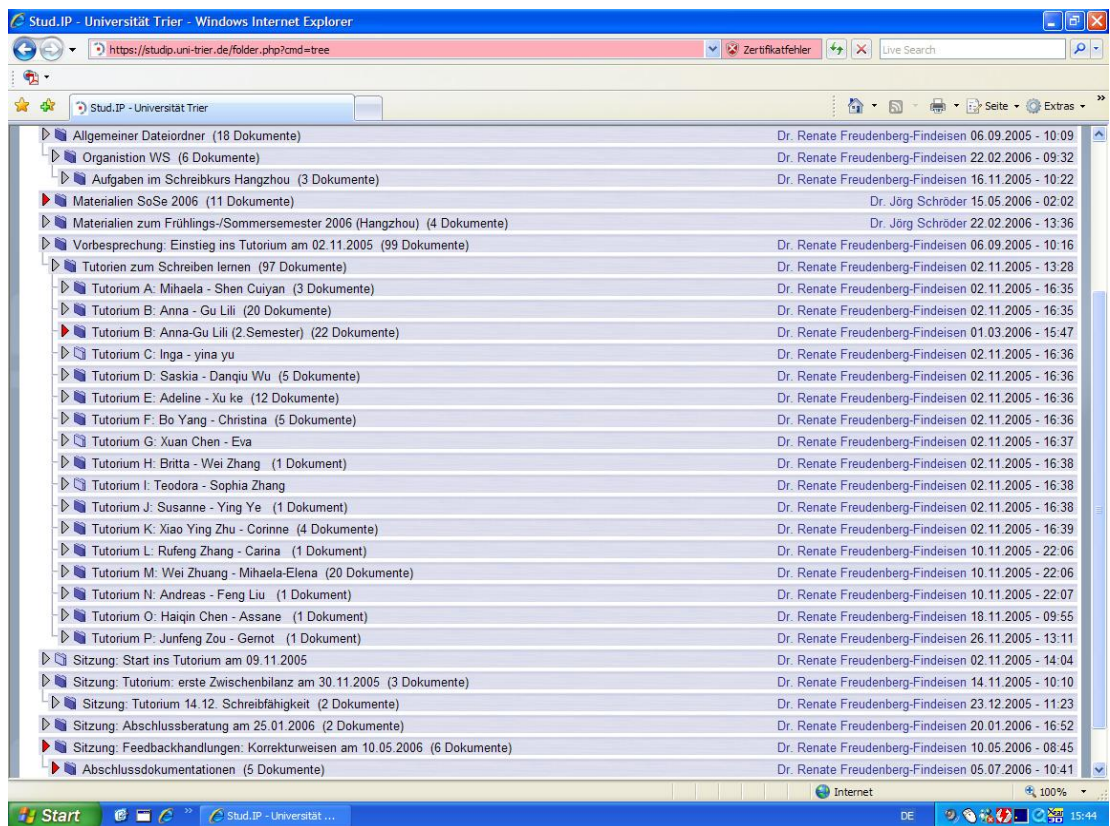 Stud.IP - Universität Trier - Windows Internet Explorer
https://studip.uni-trier.de/folder.php?cmd=tree Zertifikatfehler Live Search
Stud.IP - Universität Trier Seite Extras
Allgemeiner Dateiordner (18 Dokumente) Dr. Renate Freudenberg-Findeisen 06.09.2005 - 10:09
Organistion WS (6 Dokumente) Dr. Renate Freudenberg-Findeisen 22.02.2006 - 09:32
Aufgaben im Schreibkurs Hangzhou (3 Dokumente) Dr. Renate Freudenberg-Findeisen 16.11.2005 - 10:22
Materialien SoSe 2006 (11 Dokumente) Dr. Jörg Schröder 15.05.2006 - 02:02
Materialien zum Frühlings-/Sommersemester 2006 (Hangzhou) (4 Dokumente) Dr. Jörg Schröder 22.02.2006 - 13:36
Vorbesprechung: Einstieg ins Tutorium am 02.11.2005 (99 Dokumente) Dr. Renate Freudenberg-Findeisen 06.09.2005 - 10:16
Tutorien zum Schreiben lernen (97 Dokumente) Dr. Renate Freudenberg-Findeisen 02.11.2005 - 13:28
Tutorium A: Mihaela - Shen Cuiyan (3 Dokumente) Dr. Renate Freudenberg-Findeisen 02.11.2005 - 16:35
Tutorium B: Anna - Gu Lili (20 Dokumente) Dr. Renate Freudenberg-Findeisen 02.11.2005 - 16:35
Tutorium B: Anna-Gu Lili (2.Semester) (22 Dokumente) Dr. Renate Freudenberg-Findeisen 01.03.2006 - 15:47
Tutorium C: Inga - yina yu Dr. Renate Freudenberg-Findeisen 02.11.2005 - 16:36
Tutorium D: Saskia - Danqiu Wu (5 Dokumente) Dr. Renate Freudenberg-Findeisen 02.11.2005 - 16:36
Tutorium E: Adeline - Xu ke (12 Dokumente) Dr. Renate Freudenberg-Findeisen 02.11.2005 - 16:36
Tutorium F: Bo Yang - Christina (5 Dokumente) Dr. Renate Freudenberg-Findeisen 02.11.2005 - 16:36
Tutorium G: Xuan Chen - Eva Dr. Renate Freudenberg-Findeisen 02.11.2005 - 16:37
Tutorium H: Britta - Wei Zhang (1 Dokument) Dr. Renate Freudenberg-Findeisen 02.11.2005 - 16:38
Tutorium I: Teodora - Sophia Zhang Dr. Renate Freudenberg-Findeisen 02.11.2005 - 16:38
Tutorium J: Susanne - Ying Ye (1 Dokument) Dr. Renate Freudenberg-Findeisen 02.11.2005 - 16:38
Tutorium K: Xiao Ying Zhu - Corinne (4 Dokumente) Dr. Renate Freudenberg-Findeisen 02.11.2005 - 16:39
Tutorium L: Rufeng Zhang - Carina (1 Dokument) Dr. Renate Freudenberg-Findeisen 10.11.2005 - 22:06
Tutorium M: Wei Zhuang - Mihaela-Elena (20 Dokumente) Dr. Renate Freudenberg-Findeisen 10.11.2005 - 22:06
Tutorium N: Andreas - Feng Liu (1 Dokument) Dr. Renate Freudenberg-Findeisen 10.11.2005 - 22:07
Tutorium O: Haiqin Chen - Assane (1 Dokument) Dr. Renate Freudenberg-Findeisen 18.11.2005 - 09:55
Tutorium P: Junfeng Zou - Gernot (1 Dokument) Dr. Renate Freudenberg-Findeisen 26.11.2005 - 13:11
Sitzung: Start ins Tutorium am 09.11.2005 Dr. Renate Freudenberg-Findeisen 02.11.2005 - 14:04
Sitzung: Tutorium: erste Zwischenbilanz am 30.11.2005 (3 Dokumente) Dr. Renate Freudenberg-Findeisen 14.11.2005 - 10:10
Sitzung: Tutorium 14.12. Schreibfähigkeit (2 Dokumente) Dr. Renate Freudenberg-Findeisen 23.12.2005 - 11:23
Sitzung: Abschlussberatung am 25.01.2006 (2 Dokumente) Dr. Renate Freudenberg-Findeisen 20.01.2006 - 16:52
Sitzung: Feedbackhandlungen: Korrekturweisen am 10.05.2006 (6 Dokumente) Dr. Renate Freudenberg-Findeisen 10.05.2006 - 08:45
Abschlussdokumentationen (5 Dokumente) Dr. Renate Freudenberg-Findeisen 05.07.2006 - 10:41
Internet 100%
Start Stud.IP - Universität ... DE 15:44